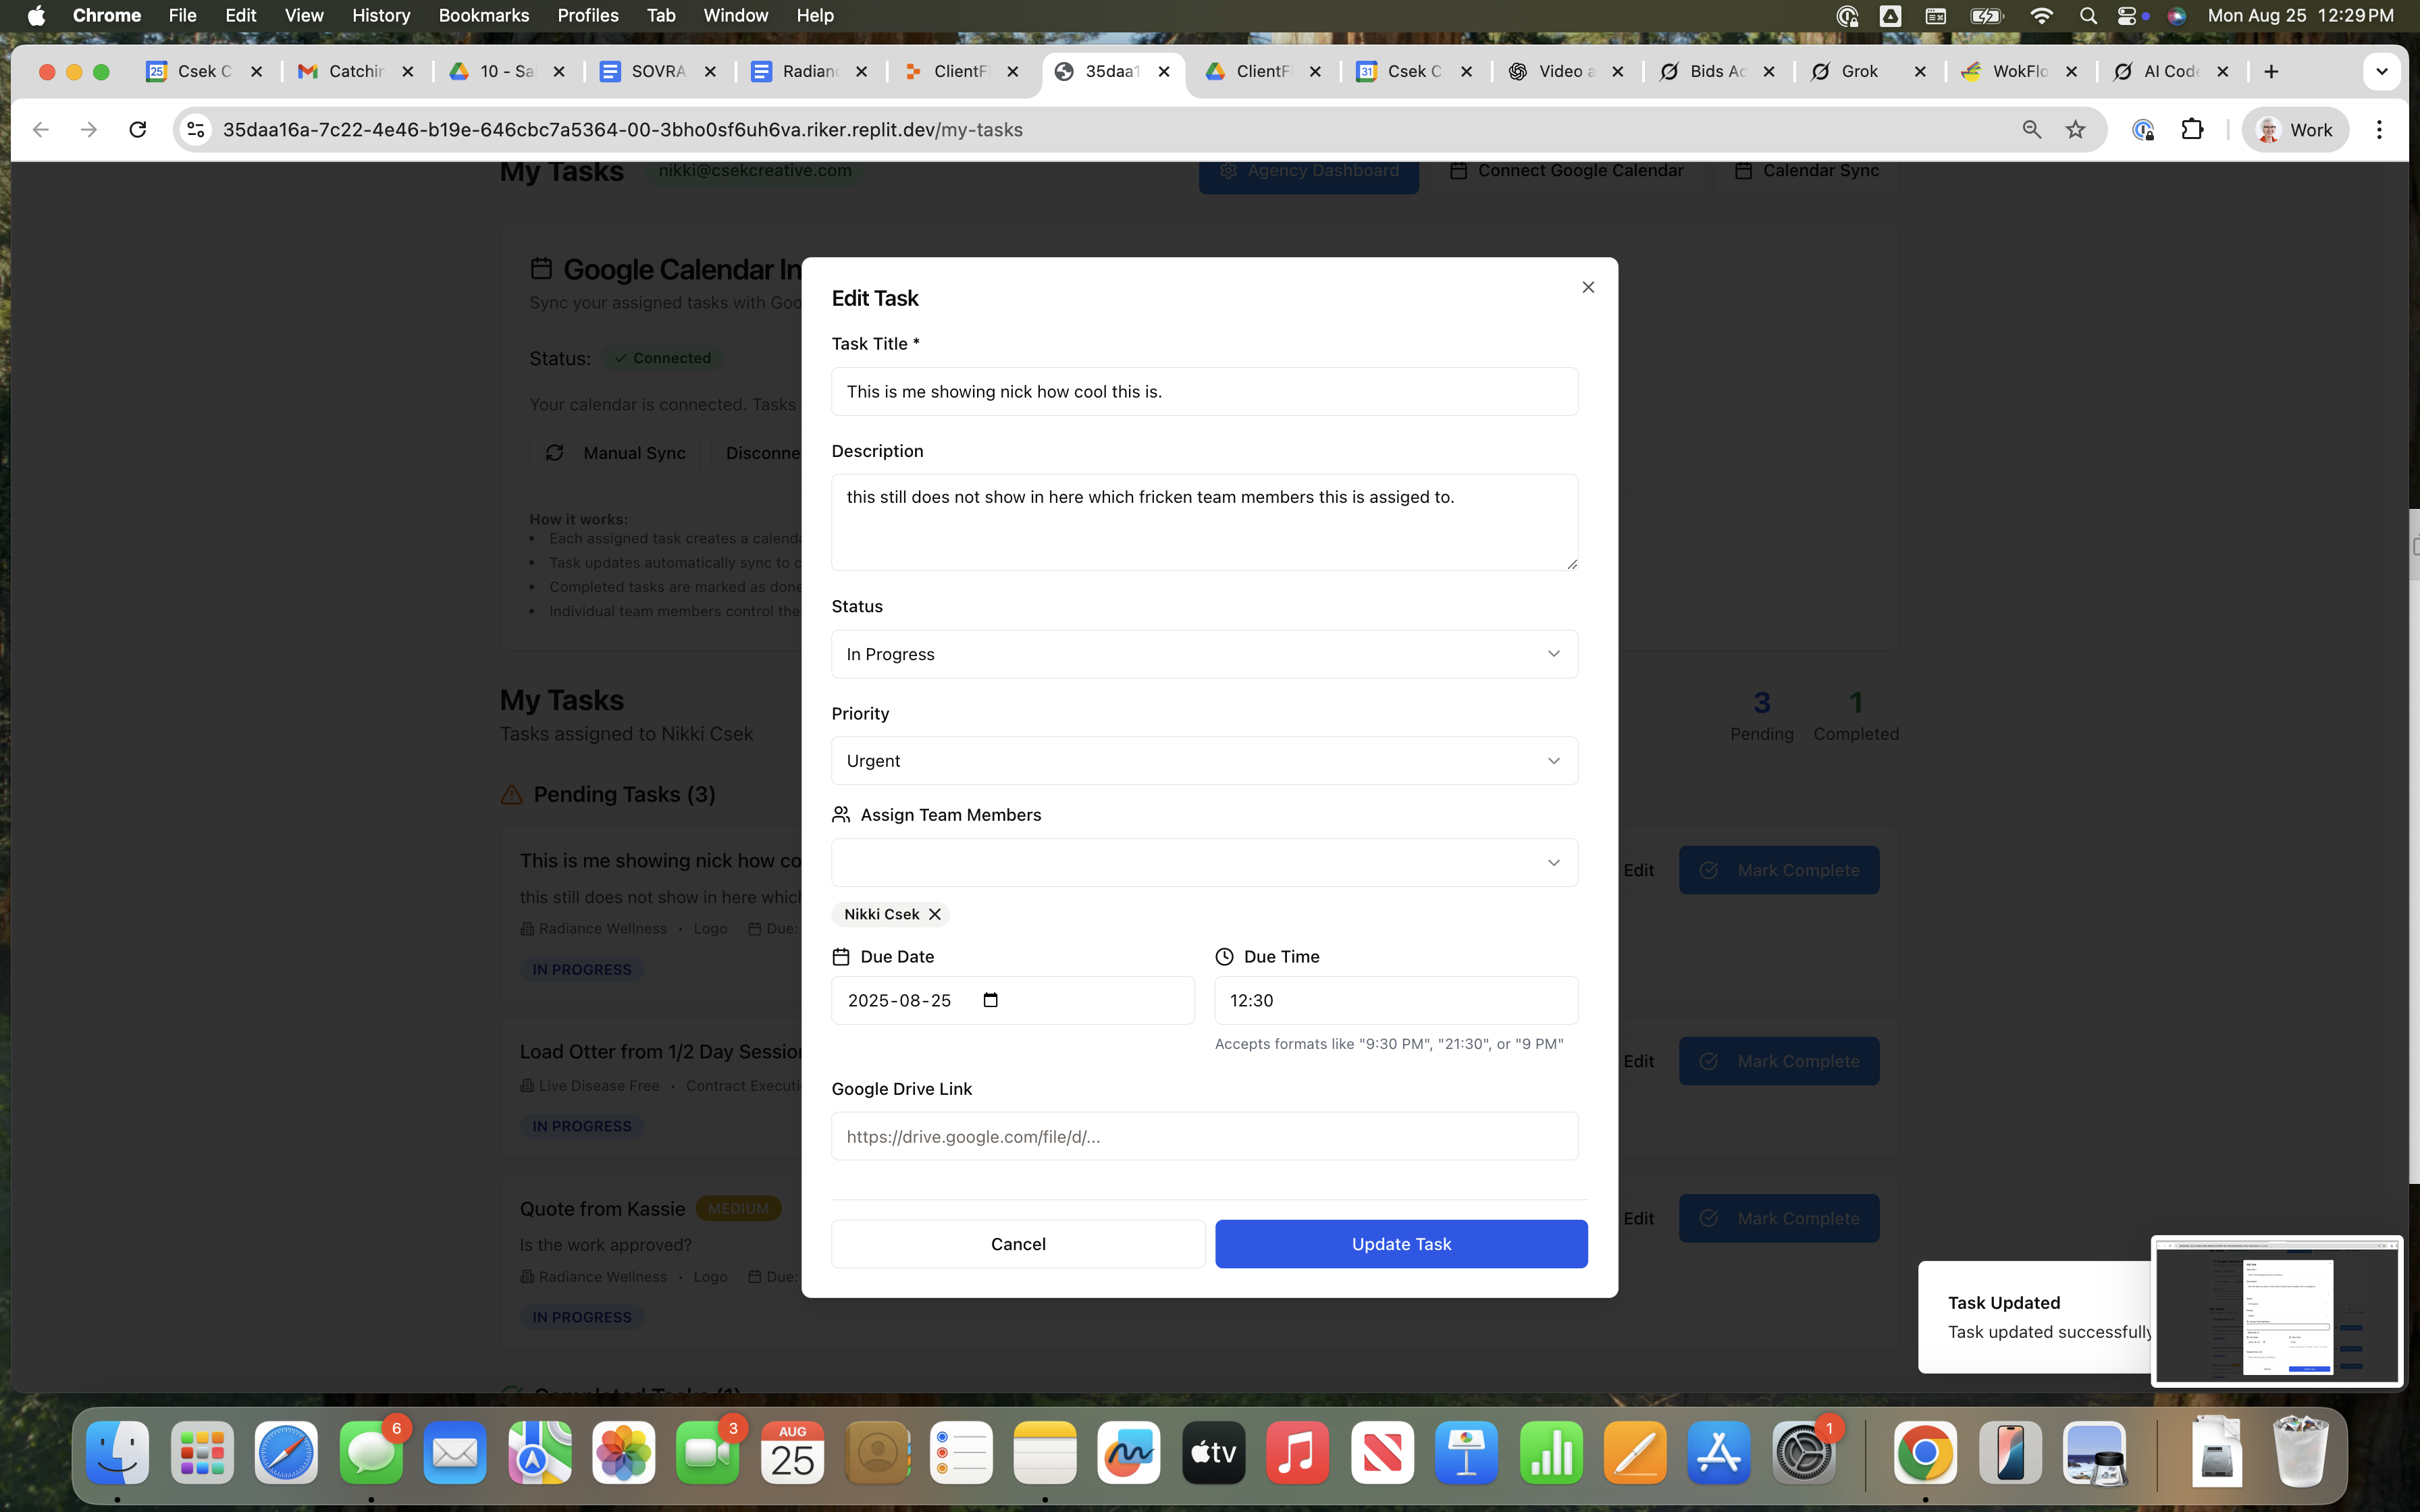 Chrome File Edit View History Bookmarks Profiles Tab Window Help Mon Aug 25 12:29 PM
Csek C Catchin 10 - Sa SOVRA Radianc ClientF 35daa1 ClientF Csek C Video a Bids Ac Grok WokFlo AI Code
35daa16a-7c22-4e46-b19e-646cbc7a5364-00-3bho0sf6uh6va.riker.replit.dev/my-tasks Work
My Tasks nikki@csekcreative.com Agency Dashboard Connect Google Calendar Calendar Sync
Google Calendar In
Sync your assigned tasks with Goo
Status: Connected
Your calendar is connected. Tasks
Manual Sync Disconne
How it works:
• Each assigned task creates a calenda
• Task updates automatically sync to c
• Completed tasks are marked as done
• Individual team members control the
My Tasks
Tasks assigned to Nikki Csek
3 Pending
1 Completed
Pending Tasks (3)
This is me showing nick how co
this still does not show in here which
Radiance Wellness • Logo Due:
IN PROGRESS
Edit Mark Complete
Load Otter from 1/2 Day Session
Live Disease Free • Contract Executi
IN PROGRESS
Edit Mark Complete
Quote from Kassie MEDIUM
Is the work approved?
Radiance Wellness • Logo Due:
IN PROGRESS
Edit Mark Complete
Completed Tasks (1)
Edit Task
Task Title *
This is me showing nick how cool this is.
Description
this still does not show in here which fricken team members this is assiged to.
Status
In Progress
Priority
Urgent
Assign Team Members
Nikki Csek
Due Date Due Time
2025-08-25 12:30
Accepts formats like "9:30 PM", "21:30", or "9 PM"
Google Drive Link
https://drive.google.com/file/d/...
Cancel Update Task
Task Updated
Task updated successfully
6 3 AUG 25 tv 1